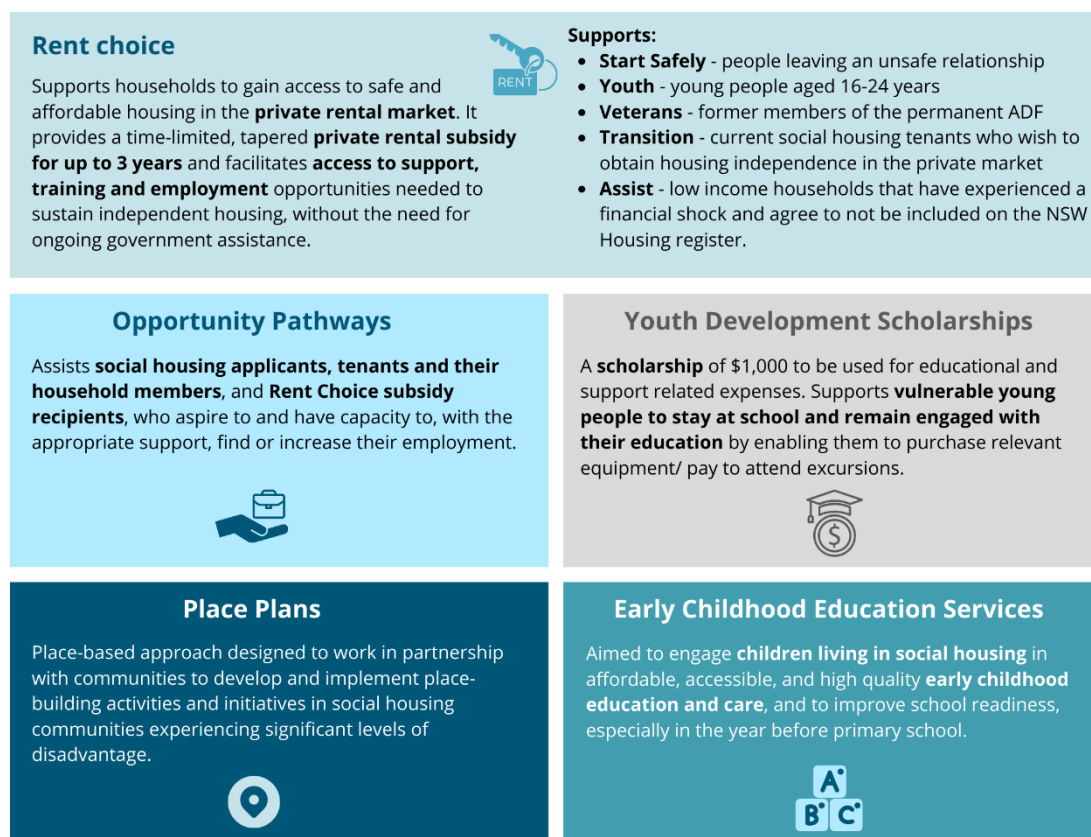 Rent choice
Supports households to gain access to safe and
affordable housing in the private rental market. It
provides a time-limited, tapered private rental subsidy
for up to 3 years and facilitates access to support,
training and employment opportunities needed to
sustain independent housing, without the need for
ongoing government assistance.
RENT
Supports:
• Start Safely - people leaving an unsafe relationship
• Youth - young people aged 16-24 years
• Veterans - former members of the permanent ADF
• Transition - current social housing tenants who wish to
obtain housing independence in the private market
• Assist - low income households that have experienced a
financial shock and agree to not be included on the NSW
Housing register.
Opportunity Pathways
Assists social housing applicants, tenants and their
household members, and Rent Choice subsidy
recipients, who aspire to and have capacity to, with the
appropriate support, find or increase their employment.
Youth Development Scholarships
A scholarship of $1,000 to be used for educational and
support related expenses. Supports vulnerable young
people to stay at school and remain engaged with
their education by enabling them to purchase relevant
equipment/ pay to attend excursions.
$
Place Plans
Place-based approach designed to work in partnership
with communities to develop and implement place-
building activities and initiatives in social housing
communities experiencing significant levels of
disadvantage.
Early Childhood Education Services
Aimed to engage children living in social housing in
affordable, accessible, and high quality early childhood
education and care, and to improve school readiness,
especially in the year before primary school.
A
B C